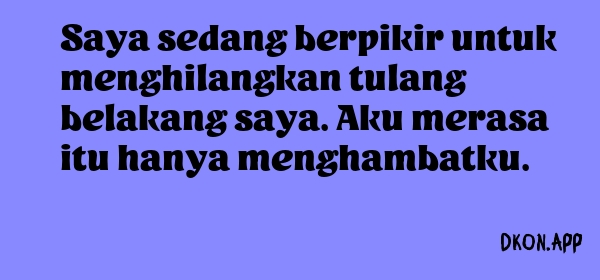 Saya sedang berpikir untuk
menghilangkan tulang
belakang saya. Aku merasa
itu hanya menghambatku.
DKON.APP